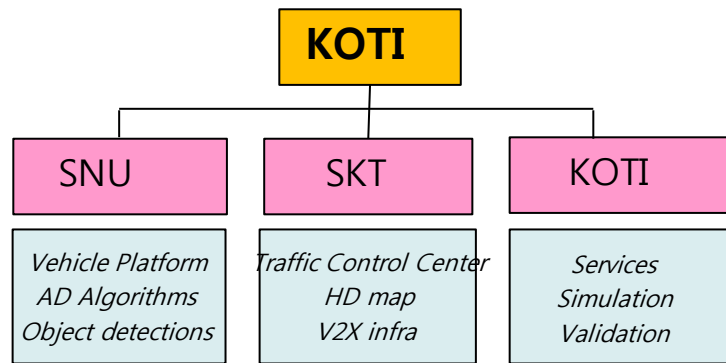 KOTI
SNU
SKT
KOTI
Vehicle Platform
AD Algorithms
Object detections
Traffic Control Center
HD map
V2X infra
Services
Simulation
Validation